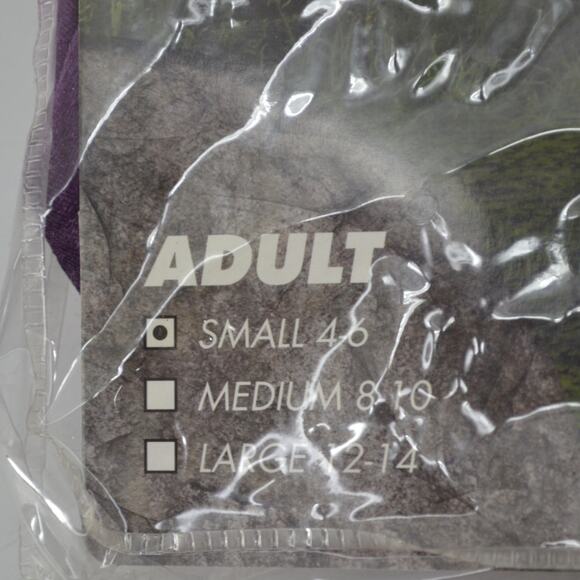 ADULT
SMALL 4-6
MEDIUM 8-10
LARGE 12-14